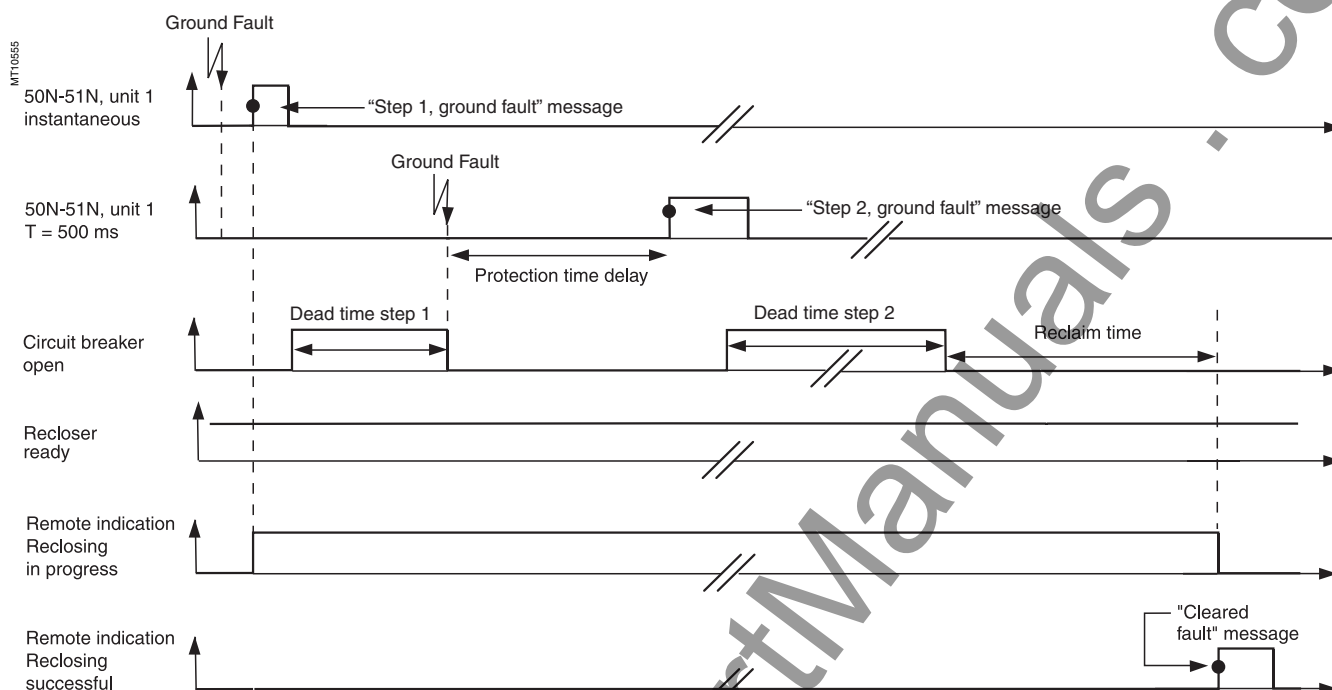 Ground Fault
MT10555
50N-51N, unit 1
instantaneous
“Step 1, ground fault” message
Ground Fault
50N-51N, unit 1
T = 500 ms
“Step 2, ground fault” message
Protection time delay
Circuit breaker
open
Dead time step 1
Dead time step 2
Reclaim time
Recloser
ready
Remote indication
Reclosing
in progress
Remote indication
Reclosing
successful
"Cleared
fault" message
rtManuals . co